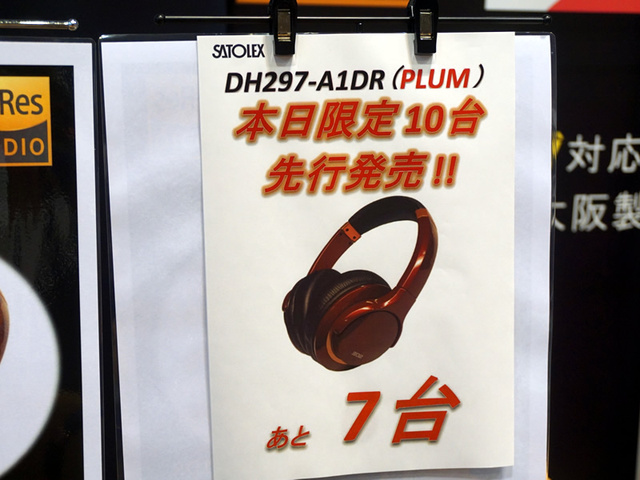 SATOLEX
DH297-A1DR（PLUM）
本日限定10台
先行発売!!
あと 7台
Res
DIO
対応
大阪製